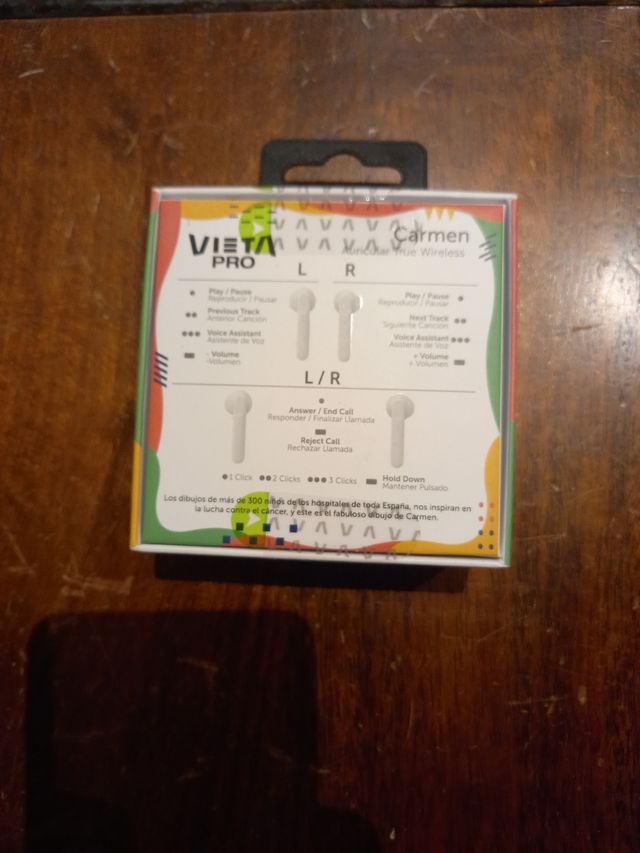 VIETA
PRO
Carmen
Auricular True Wireless
L R
Play / Pause
Reproducir / Pausar
Previous Track
Anterior Canción
Voice Assistant
Asistente de Voz
- Volume
-Volumen
Play / Pause
Reproducir / Pausar
Next Track
Siguiente Canción
Voice Assistant
Asistente de Voz
+ Volume
+ Volumen
L / R
Answer / End Call
Responder / Finalizar Llamada
Reject Call
Rechazar Llamada
1 Click 2 Clicks 3 Clicks Hold Down
Mantener Pulsado
Los dibujos de más de 300 niños de los hospitales de toda España, nos inspiran en
la lucha contra el cáncer, y este es el fabuloso dibujo de Carmen.